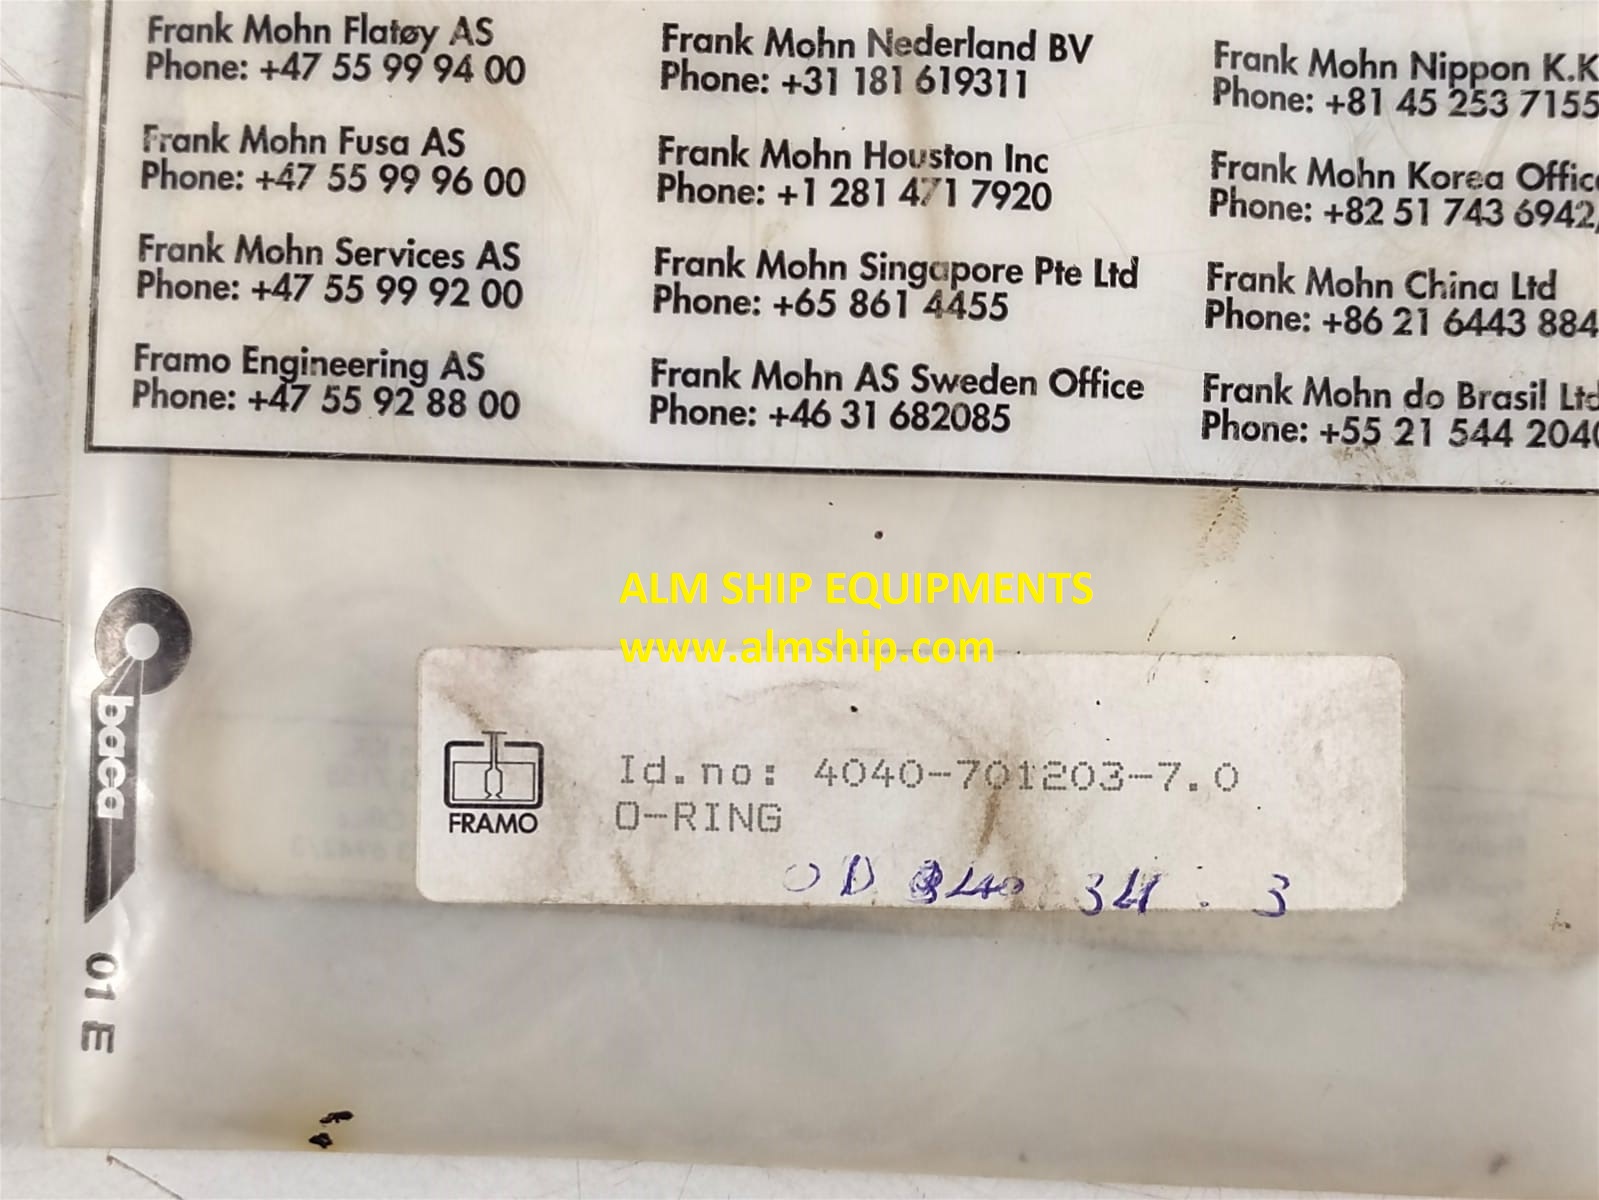 Frank Mohn Flatøy AS
Phone: +47 55 99 94 00
Frank Mohn Fusa AS
Phone: +47 55 99 96 00
Frank Mohn Services AS
Phone: +47 55 99 92 00
Framo Engineering AS
Phone: +47 55 92 88 00
Frank Mohn Nederland BV
Phone: +31 181 619311
Frank Mohn Houston Inc
Phone: +1 281 471 7920
Frank Mohn Singapore Pte Ltd
Phone: +65 861 4455
Frank Mohn AS Sweden Office
Phone: +46 31 682085
Frank Mohn Nippon K.K
Phone: +81 45 253 7155
Frank Mohn Korea Office
Phone: +82 51 743 6942/
Frank Mohn China Ltd
Phone: +86 21 6443 884
Frank Mohn do Brasil Ltd
Phone: +55 21 544 2040
ALM SHIP EQUIPMENTS
www.almship.com
baca
01 E
FRAMO
Id.no: 4040-701203-7.0
O-RING
OD 340
3